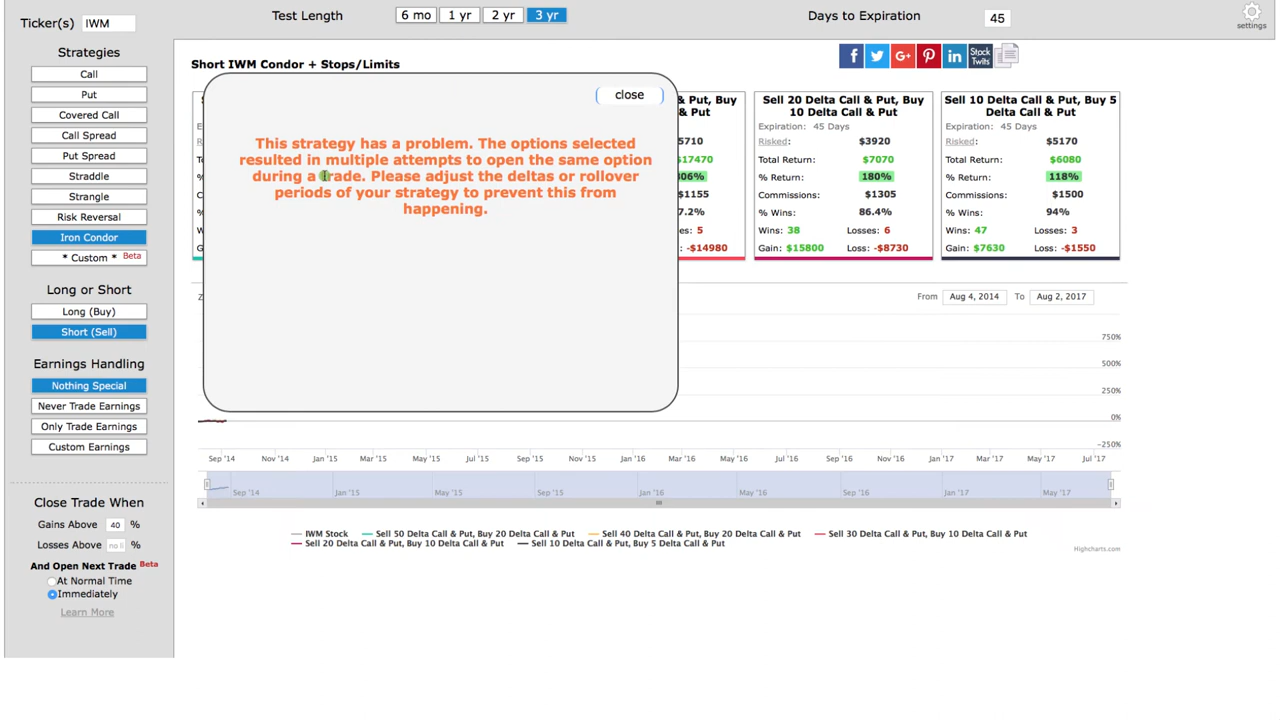 Ticker(s) IWM
Test Length 6 mo 1 yr 2 yr 3 yr
Days to Expiration 45
settings
Strategies
Call
Put
Covered Call
Call Spread
Put Spread
Straddle
Strangle
Risk Reversal
Iron Condor
* Custom * Beta
Long or Short
Long (Buy)
Short (Sell)
Earnings Handling
Nothing Special
Never Trade Earnings
Only Trade Earnings
Custom Earnings
Close Trade When
Gains Above 40 %
Losses Above no li %
And Open Next Trade Beta
At Normal Time
Immediately
Learn More
Short IWM Condor + Stops/Limits
Stock
Twits
close
This strategy has a problem. The options selected
resulted in multiple attempts to open the same option
during a trade. Please adjust the deltas or rollover
periods of your strategy to prevent this from
happening.
& Put, Buy
& Put
$5710
$17470
306%
$1155
7.2%
es: 5
-$14980
Sell 20 Delta Call & Put, Buy
10 Delta Call & Put
Expiration: 45 Days
Risked: $3920
Total Return: $7070
% Return: 180%
Commissions: $1305
% Wins: 86.4%
Wins: 38 Losses: 6
Gain: $15800 Loss: -$8730
Sell 10 Delta Call & Put, Buy 5
Delta Call & Put
Expiration: 45 Days
Risked: $5170
Total Return: $6080
% Return: 118%
Commissions: $1500
% Wins: 94%
Wins: 47 Losses: 3
Gain: $7630 Loss: -$1550
From Aug 4, 2014 To Aug 2, 2017
750%
500%
250%
0%
-250%
Sep '14 Nov '14 Jan '15 Mar '15 May '15 Jul '15 Sep '15 Nov '15 Jan '16 Mar '16 May '16 Jul '16 Sep '16 Nov '16 Jan '17 Mar '17 May '17 Jul '17
Sep '14 Jan '15 May '15 Sep '15 Jan '16 May '16 Sep '16 Jan '17 May '17
IWM Stock Sell 50 Delta Call & Put, Buy 20 Delta Call & Put Sell 40 Delta Call & Put, Buy 20 Delta Call & Put Sell 30 Delta Call & Put, Buy 10 Delta Call & Put
Sell 20 Delta Call & Put, Buy 10 Delta Call & Put Sell 10 Delta Call & Put, Buy 5 Delta Call & Put
Highcharts.com